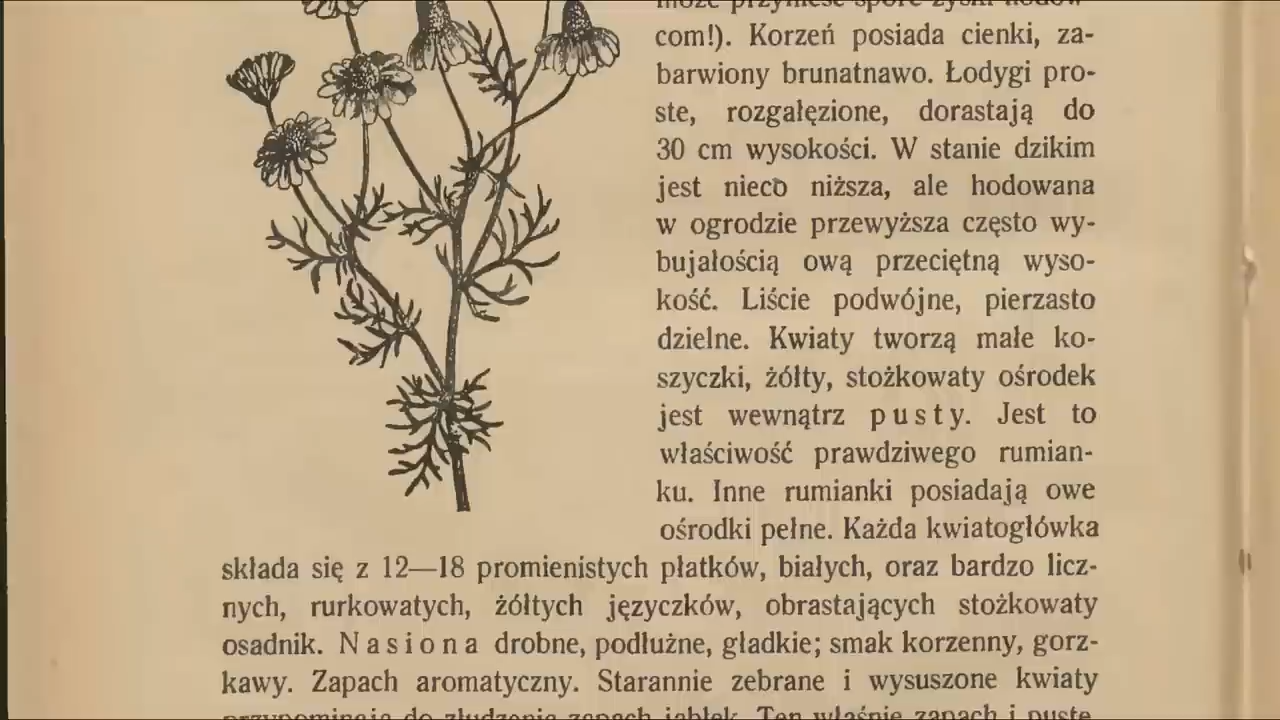 może przynieść spore zyski hodow-
com!). Korzeń posiada cienki, za-
barwiony brunatnawo. Łodygi pro-
ste, rozgałęzione, dorastają do
30 cm wysokości. W stanie dzikim
jest nieco niższa, ale hodowana
w ogrodzie przewyższa często wy-
bujałością ową przeciętną wyso-
kość. Liście podwójne, pierzasto
dzielne. Kwiaty tworzą małe ko-
szyczki, żółty, stożkowaty ośrodek
jest wewnątrz pusty. Jest to
właściwość prawdziwego rumian-
ku. Inne rumianki posiadają owe
ośrodki pełne. Każda kwiatogłówka
składa się z 12—18 promienistych płatków, białych, oraz bardzo licz-
nych, rurkowatych, żółtych języczków, obrastających stożkowaty
osadnik. Nasiona drobne, podłużne, gładkie; smak korzenny, gorz-
kawy. Zapach aromatyczny. Starannie zebrane i wysuszone kwiaty
przypominają do złudzenia zapach jabłek. Ten właśnie zapach i puste